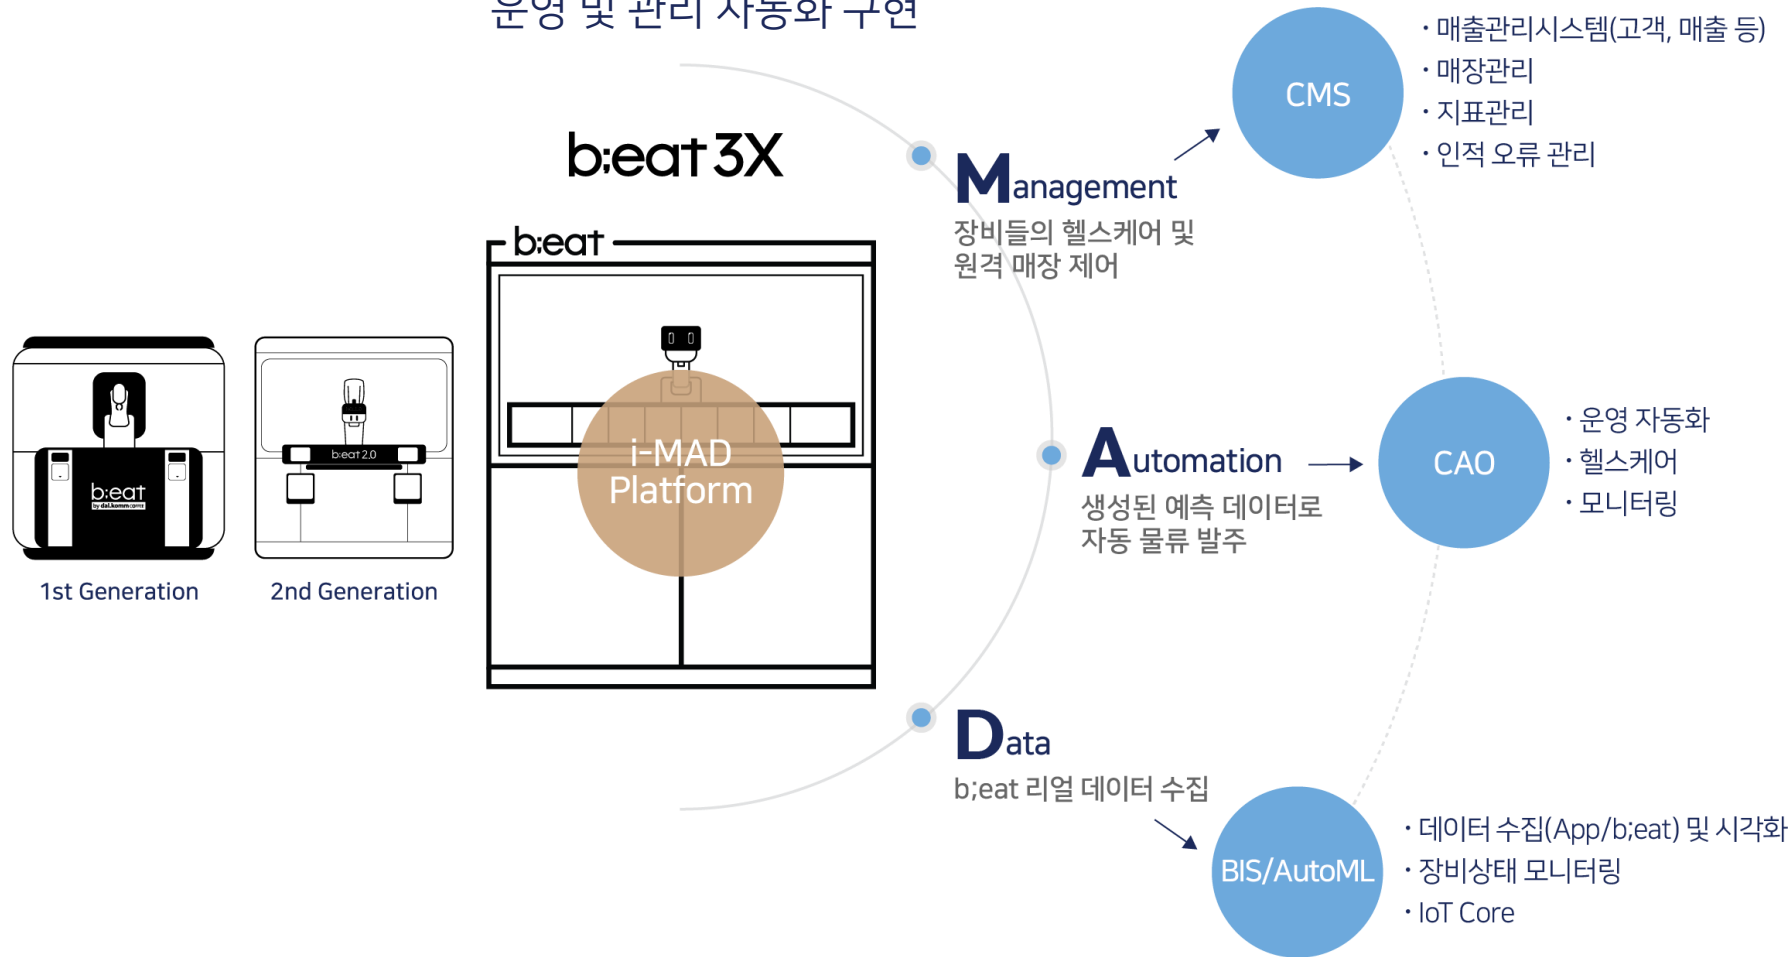 운영 및 관리 자동화 구현
b;eat 3X
b;eat
i-MAD
Platform
b;eat
by dal.komm COFFEE
1st Generation
b;eat 2.0
2nd Generation
Management
장비들의 헬스케어 및
원격 매장 제어
CMS
· 매출관리시스템(고객, 매출 등)
· 매장관리
· 지표관리
· 인적 오류 관리
Automation
생성된 예측 데이터로
자동 물류 발주
CAO
· 운영 자동화
· 헬스케어
· 모니터링
Data
b;eat 리얼 데이터 수집
BIS/AutoML
· 데이터 수집(App/b;eat) 및 시각화
· 장비상태 모니터링
· IoT Core